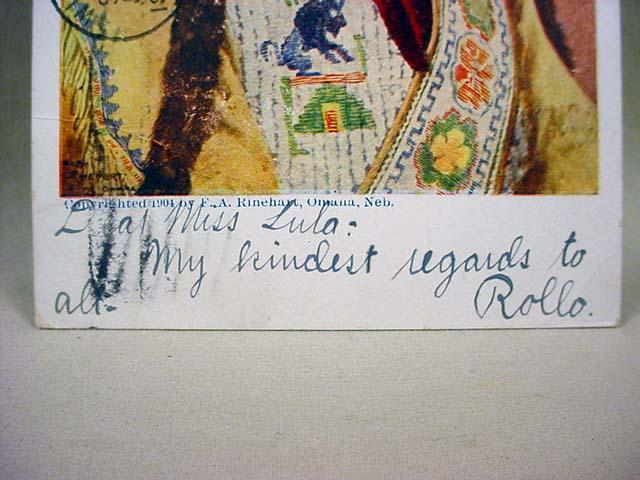 Copyrighted 1904 by F. A. Rinehart, Omaha, Neb.
Dear Miss Lula:
My kindest regards to
all. Rollo.